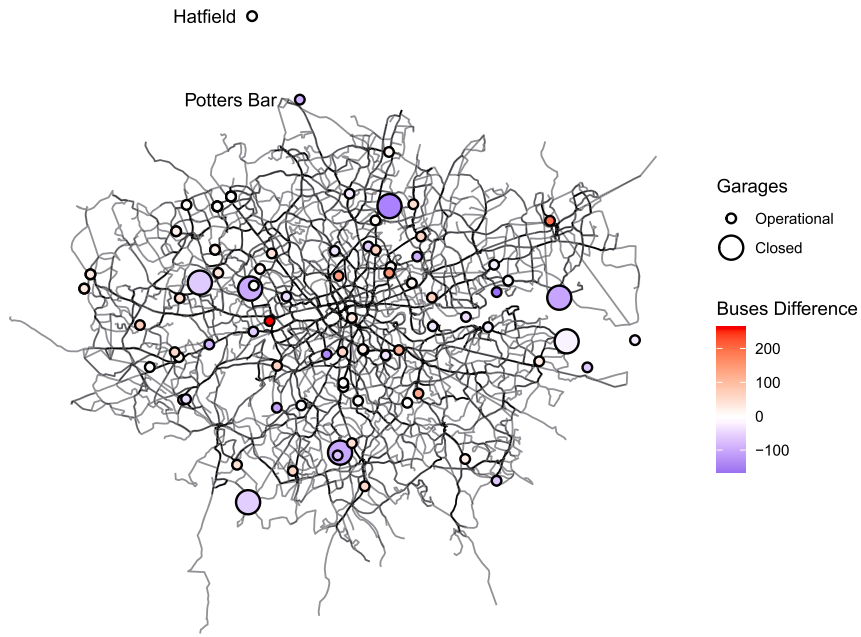 Hatfield
Potters Bar
Garages
Operational
Closed
Buses Difference
200
100
0
−100